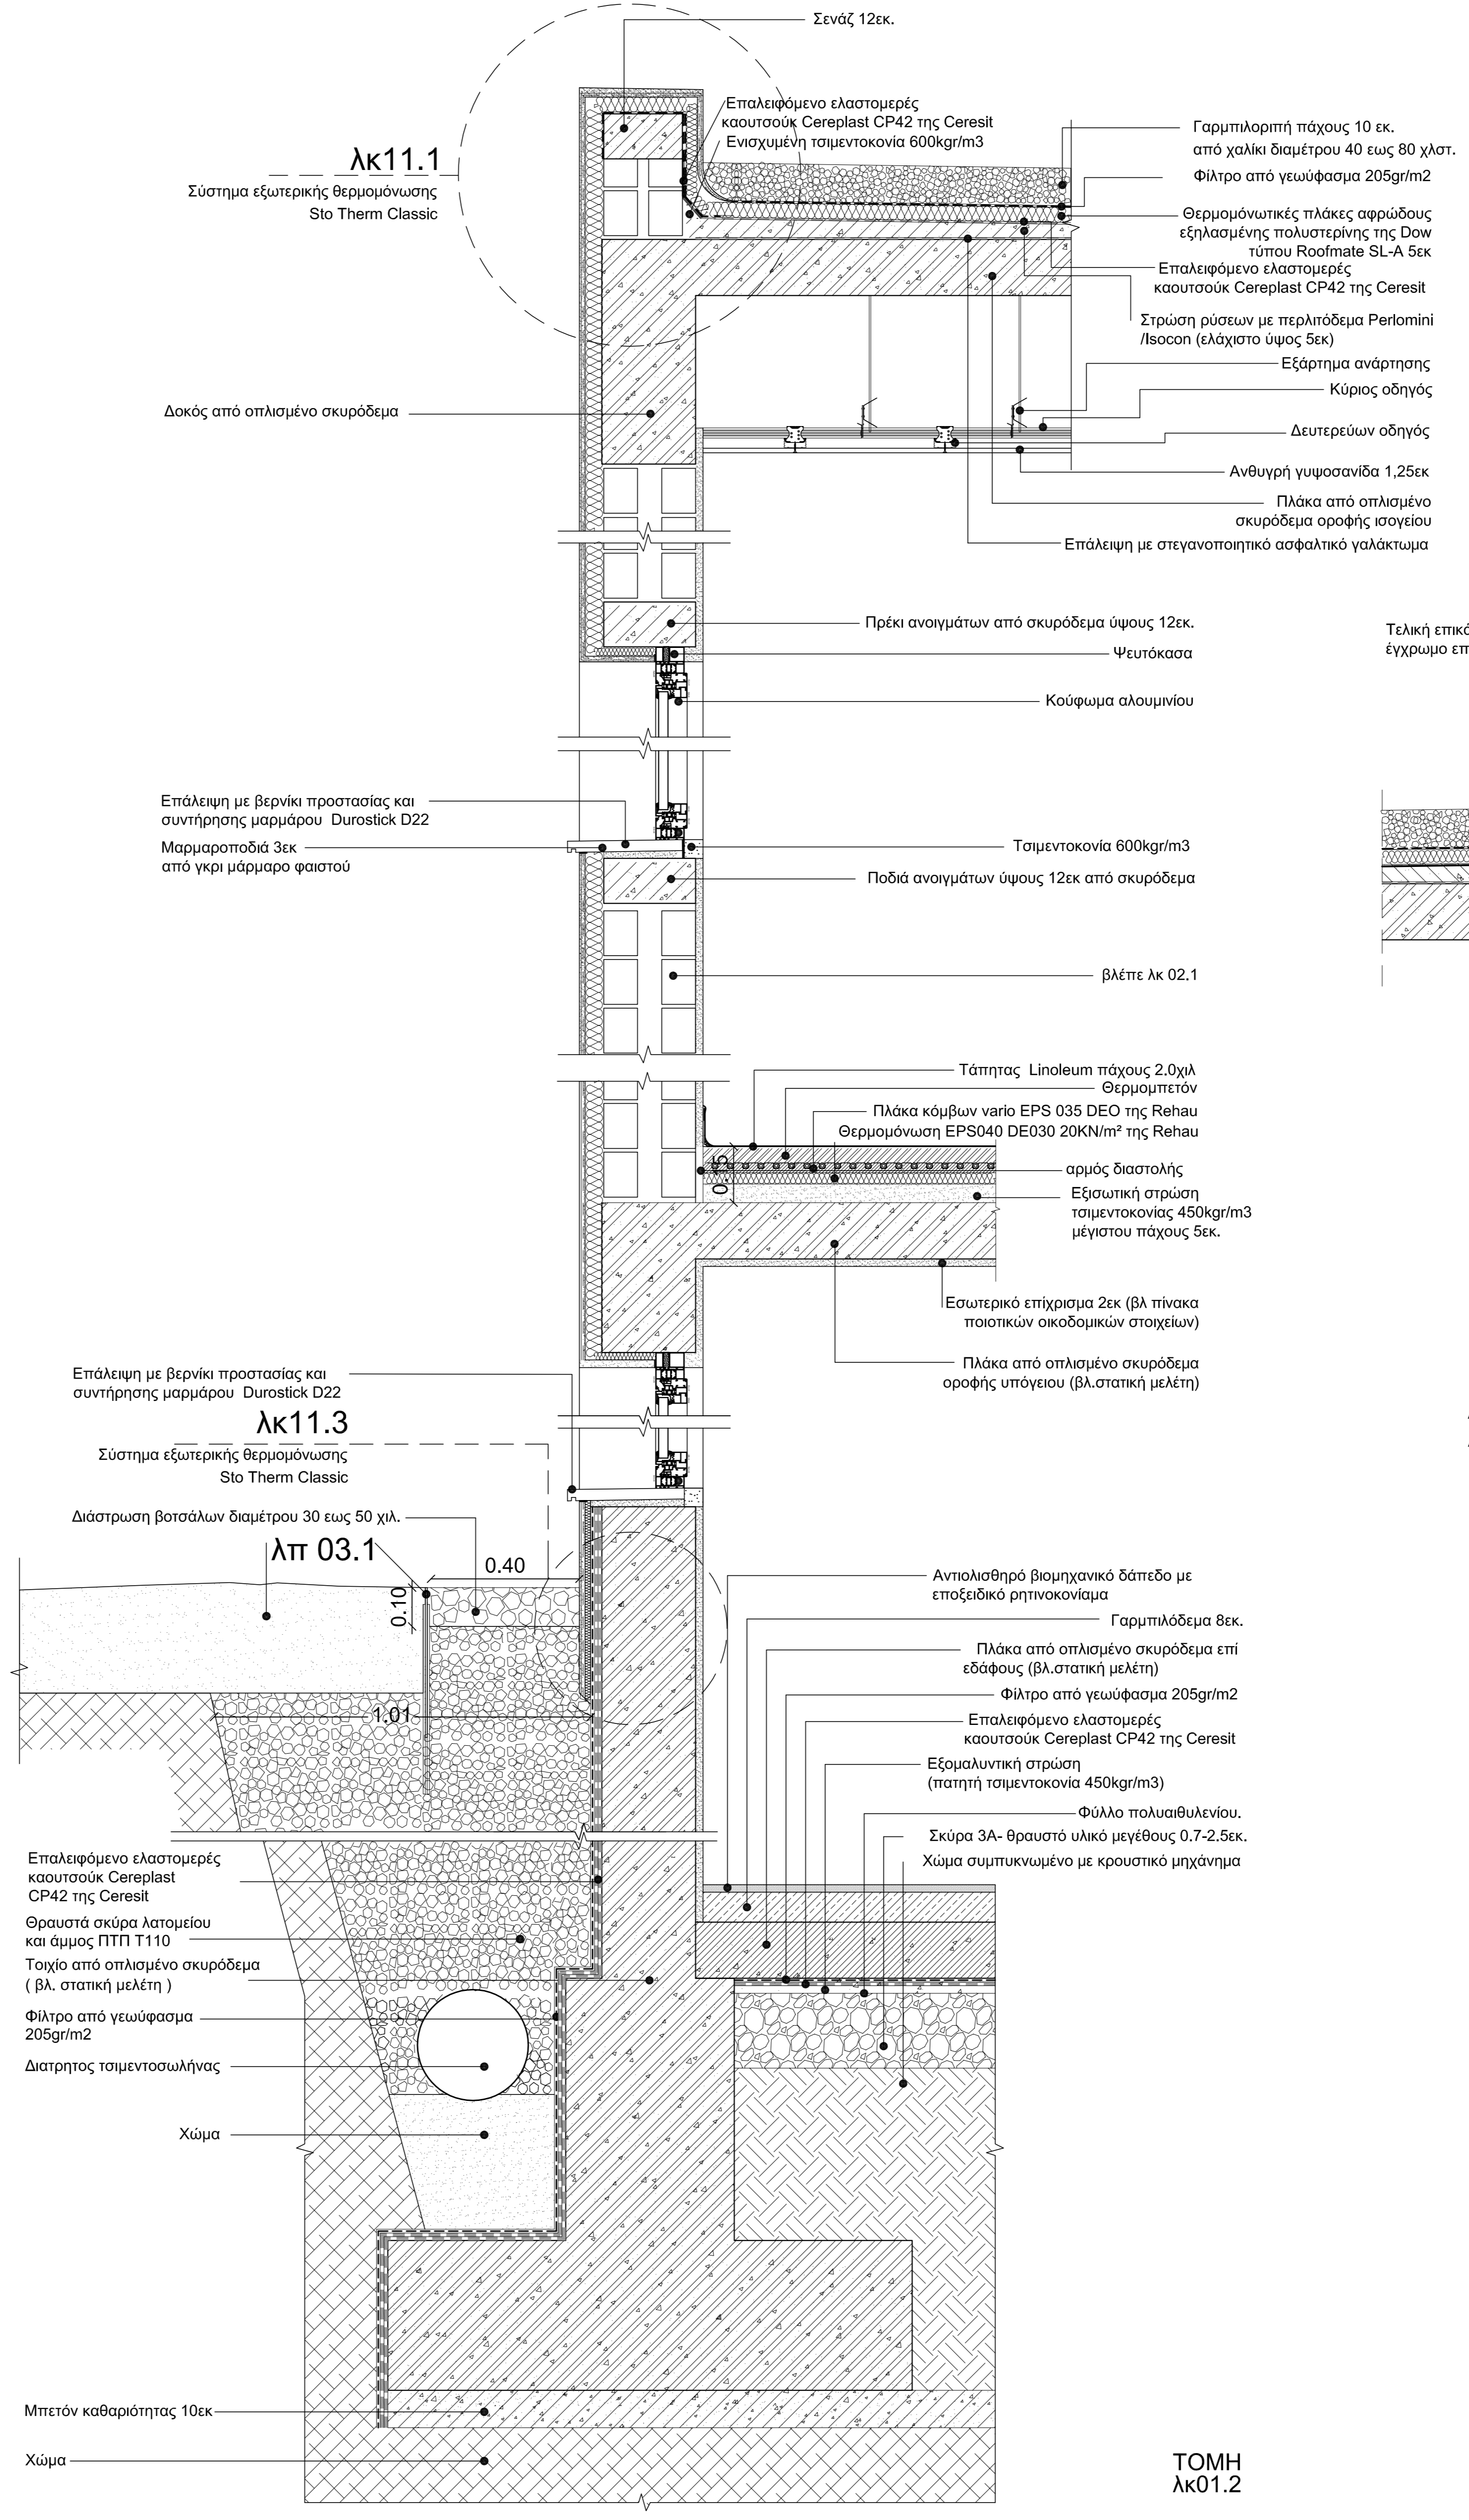 Σενάζ 12εκ.
Επαλειφόμενο ελαστομερές
καουτσούκ Cereplast CP42 της Ceresit
Ενισχυμένη τσιμεντοκονία 600kgr/m3
λκ11.1
Σύστημα εξωτερικής θερμομόνωσης
Sto Therm Classic
Γαρμπιλοριπή πάχους 10 εκ.
από χαλίκι διαμέτρου 40 εως 80 χλστ.
Φίλτρο από γεωύφασμα 205gr/m2
Θερμομόνωτικές πλάκες αφρώδους
εξηλασμένης πολυστερίνης της Dow
τύπου Roofmate SL-A 5εκ
Επαλειφόμενο ελαστομερές
καουτσούκ Cereplast CP42 της Ceresit
Στρώση ρύσεων με περλιτόδεμα Perlomini
/Isocon (ελάχιστο ύψος 5εκ)
Εξάρτημα ανάρτησης
Κύριος οδηγός
Δοκός από οπλισμένο σκυρόδεμα
Δευτερεύων οδηγός
Ανθυγρή γυψοσανίδα 1,25εκ
Πλάκα από οπλισμένο
σκυρόδεμα οροφής ισογείου
Επάλειψη με στεγανοποιητικό ασφαλτικό γαλάκτωμα
Πρέκι ανοιγμάτων από σκυρόδεμα ύψους 12εκ.
Ψευτόκασα
Τελική επικά
έγχρωμο επ
Κούφωμα αλουμινίου
Επάλειψη με βερνίκι προστασίας και
συντήρησης μαρμάρου Durostick D22
Μαρμαροποδιά 3εκ
από γκρι μάρμαρο φαιστού
Τσιμεντοκονία 600kgr/m3
Ποδιά ανοιγμάτων ύψους 12εκ από σκυρόδεμα
βλέπε λκ 02.1
Τάπητας Linoleum πάχους 2.0χιλ
Θερμομπετόν
Πλάκα κόμβων vario EPS 035 DEO της Rehau
Θερμομόνωση EPS040 DE030 20KN/m² της Rehau
0.15
αρμός διαστολής
Εξισωτική στρώση
τσιμεντοκονίας 450kgr/m3
μέγιστου πάχους 5εκ.
Εσωτερικό επίχρισμα 2εκ (βλ πίνακα
ποιοτικών οικοδομικών στοιχείων)
Πλάκα από οπλισμένο σκυρόδεμα
οροφής υπόγειου (βλ.στατική μελέτη)
Επάλειψη με βερνίκι προστασίας και
συντήρησης μαρμάρου Durostick D22
λκ11.3
Σύστημα εξωτερικής θερμομόνωσης
Sto Therm Classic
Διάστρωση βοτσάλων διαμέτρου 30 εως 50 χιλ.
λπ 03.1
0.40
0.10
1.01
Αντιολισθηρό βιομηχανικό δάπεδο με
εποξειδικό ρητινοκονίαμα
Γαρμπιλόδεμα 8εκ.
Πλάκα από οπλισμένο σκυρόδεμα επί
εδάφους (βλ.στατική μελέτη)
Φίλτρο από γεωύφασμα 205gr/m2
Επαλειφόμενο ελαστομερές
καουτσούκ Cereplast CP42 της Ceresit
Εξομαλυντική στρώση
(πατητή τσιμεντοκονία 450kgr/m3)
Φύλλο πολυαιθυλενίου.
Σκύρα 3Α- θραυστό υλικό μεγέθους 0.7-2.5εκ.
Χώμα συμπυκνωμένο με κρουστικό μηχάνημα
Επαλειφόμενο ελαστομερές
καουτσούκ Cereplast
CP42 της Ceresit
Θραυστά σκύρα λατομείου
και άμμος ΠΤΠ Τ110
Τοιχίο από οπλισμένο σκυρόδεμα
( βλ. στατική μελέτη )
Φίλτρο από γεωύφασμα
205gr/m2
Διατρητος τσιμεντοσωλήνας
Χώμα
Μπετόν καθαριότητας 10εκ
Χώμα
ΤΟΜΗ
λκ01.2